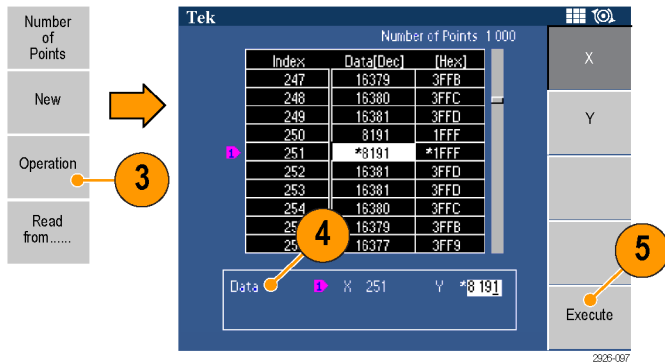 Number
of
Points
New
Operation
3
Read
from......
Tek
Number of Points 1 000
Index Data[Dec] [Hex]
247 16379 3FFB
248 16380 3FFC
249 16381 3FFD
250 8191 1FFF
1 251 *8191 *1FFF
252 16381 3FFD
253 16381 3FFD
254 16380 3FFC
16379 3FFB
16377 3FF9
4
Data 1 X 251 Y *8 191
X
Y
5
Execute
2926-097